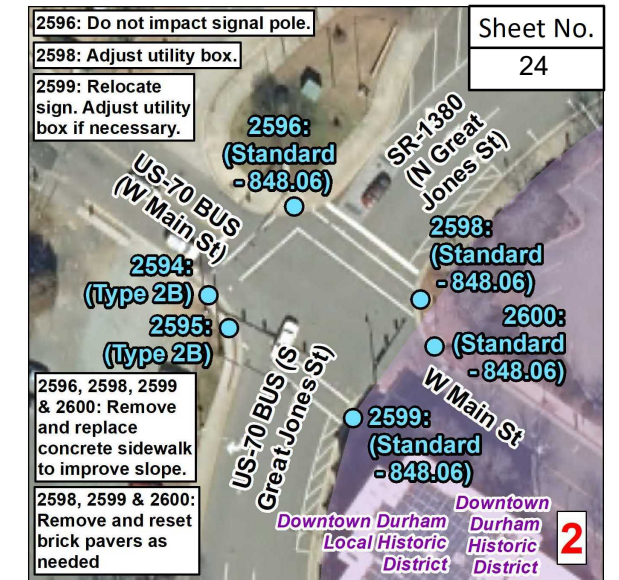 2596: Do not impact signal pole.
2598: Adjust utility box.
2599: Relocate
sign. Adjust utility
box if necessary.
Sheet No.
24
2596:
(Standard
- 848.06)
SR-1380
(N Great
Jones St)
US-70 BUS
(W Main St)
2598:
(Standard
- 848.06)
2594:
(Type 2B)
2595:
(Type 2B)
2600:
(Standard
- 848.06)
US-70 BUS (S
Great Jones St)
W Main St
2599:
(Standard
- 848.06)
2596, 2598, 2599
& 2600: Remove
and replace
concrete sidewalk
to improve slope.
2598, 2599 & 2600:
Remove and reset
brick pavers as
needed
Downtown Durham
Local Historic
District
Downtown
Durham
Historic
District
2